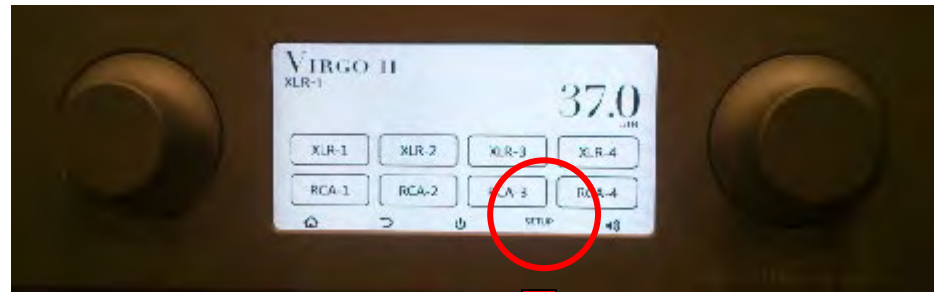 VIRGO II
XLR-1
37.0
dB
XLR-1 XLR-2 XLR-3 XLR-4
RCA-1 RCA-2 RCA-3 RCA-4
SETUP